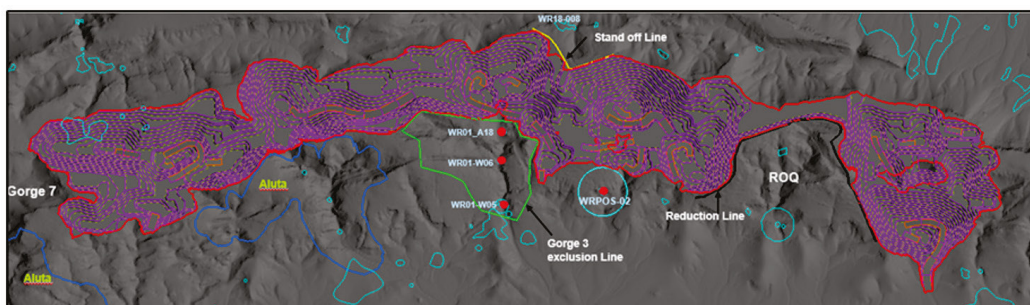 WR18-008
Stand off Line
WR01_A18
WR01-W06
Gorge 7
Aluta
WR01-W05
WRPOS-02
ROQ
Reduction Line
Gorge 3
exclusion Line
Aluta